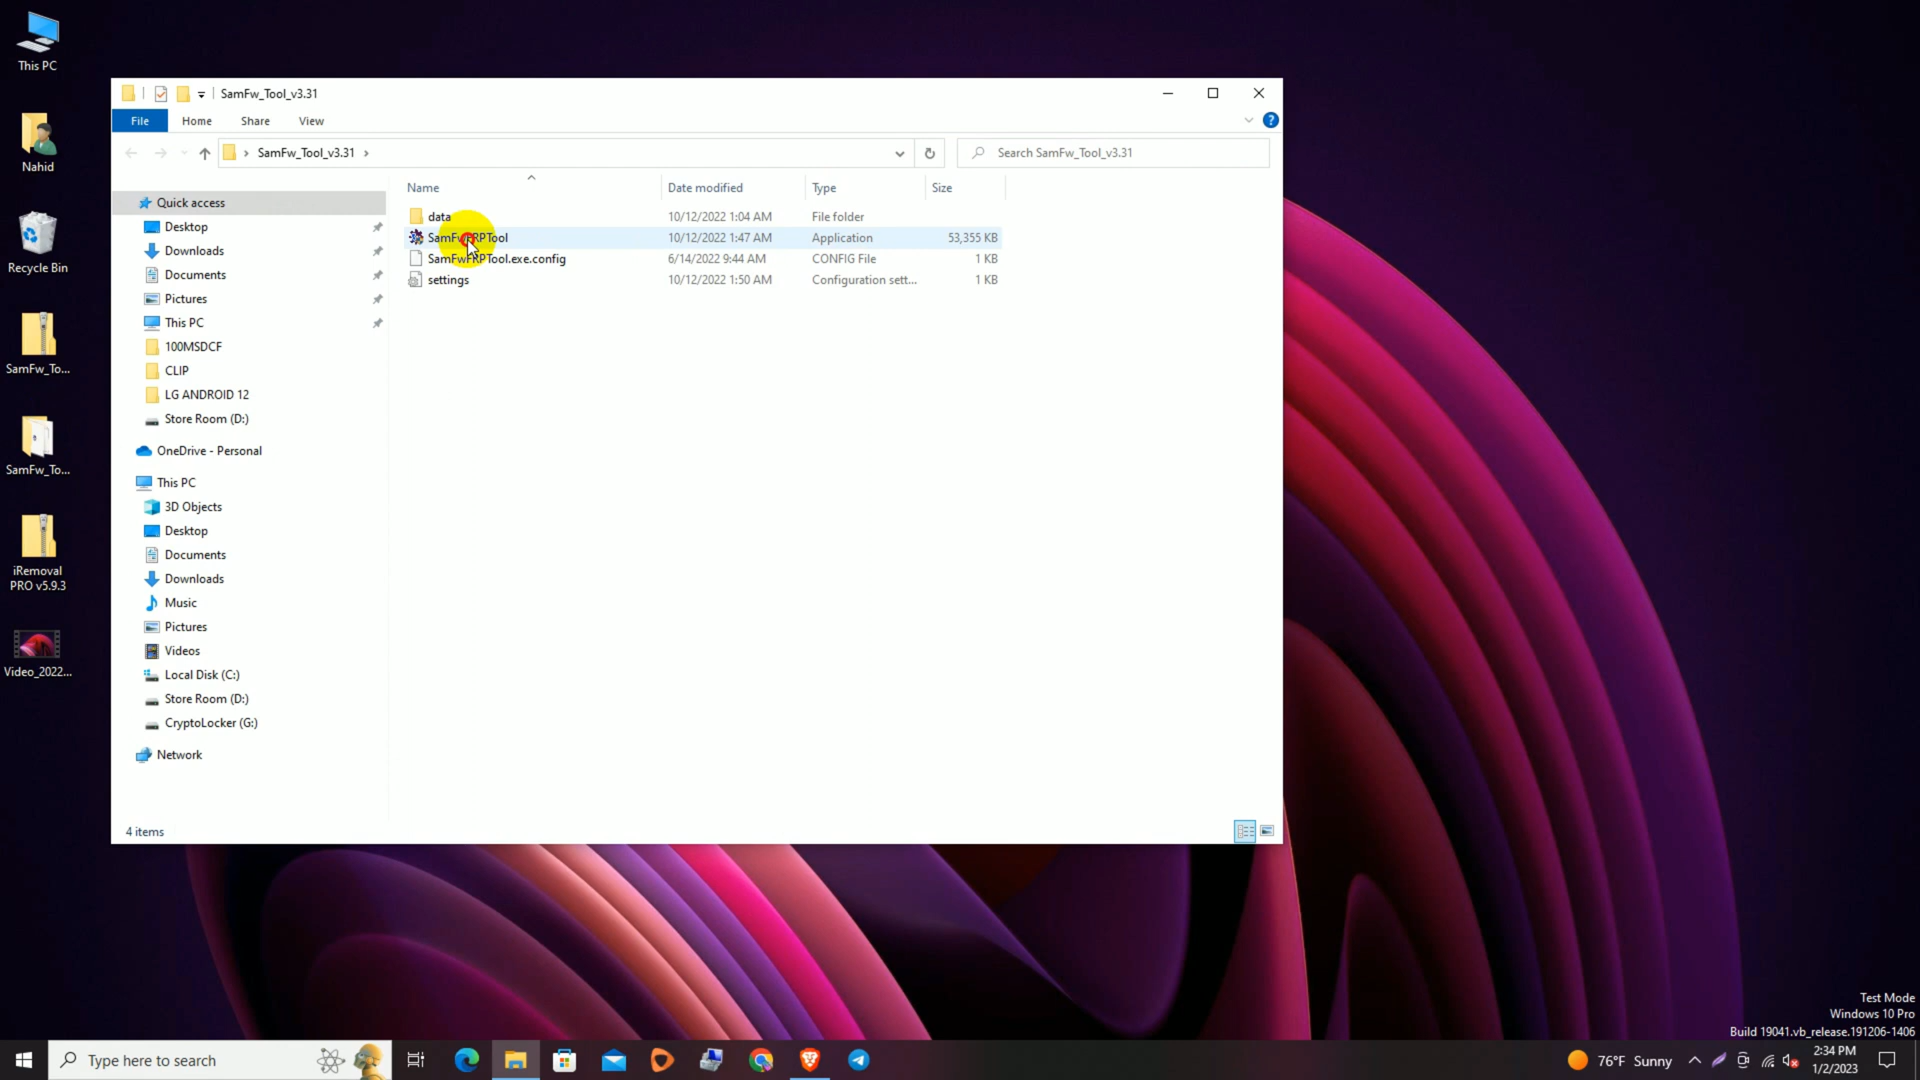 This PC
Nahid
Recycle Bin
SamFw_To...
SamFw_To...
iRemoval
PRO v5.9.3
Video_2022...
SamFw_Tool_v3.31
File Home Share View
SamFw_Tool_v3.31
Search SamFw_Tool_v3.31
Name Date modified Type Size
data 10/12/2022 1:04 AM File folder
SamFwFRPTool 10/12/2022 1:47 AM Application 53,355 KB
SamFwFRPTool.exe.config 6/14/2022 9:44 AM CONFIG File 1 KB
settings 10/12/2022 1:50 AM Configuration sett... 1 KB
Quick access
Desktop
Downloads
Documents
Pictures
This PC
100MSDCF
CLIP
LG ANDROID 12
Store Room (D:)
OneDrive - Personal
This PC
3D Objects
Desktop
Documents
Downloads
Music
Pictures
Videos
Local Disk (C:)
Store Room (D:)
CryptoLocker (G:)
Network
4 items
Test Mode
Windows 10 Pro
Build 19041.vb_release.191206-1406
Type here to search
76°F Sunny
2:34 PM
1/2/2023